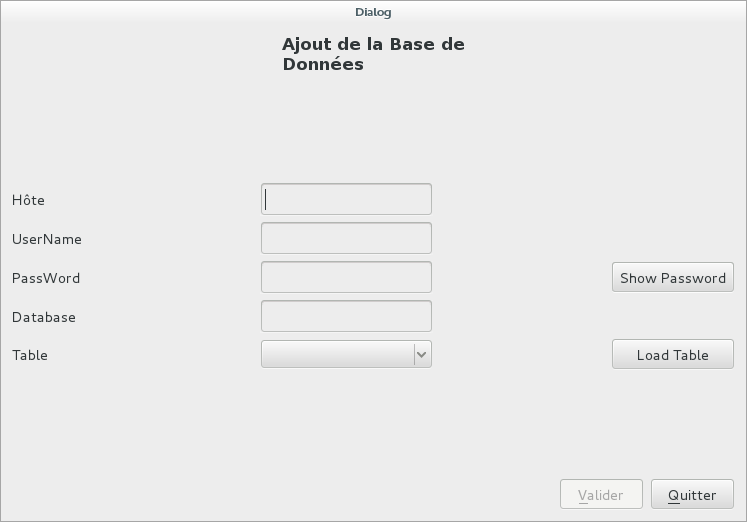 Dialog
Ajout de la Base de
Données
Hôte
UserName
PassWord
Show Password
Database
Table
Load Table
Valider
Quitter